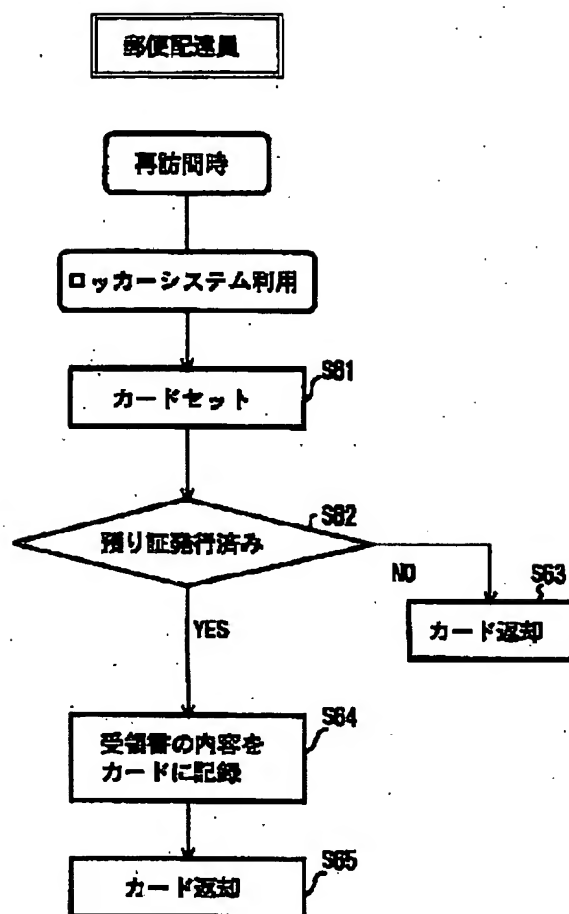 郵便配達員
再訪問時
ロッカーシステム利用
S61
カードセット
S62
預り証発行済み
NO
S63
カード返却
YES
S64
受領書の内容を
カードに記録
S65
カード返却